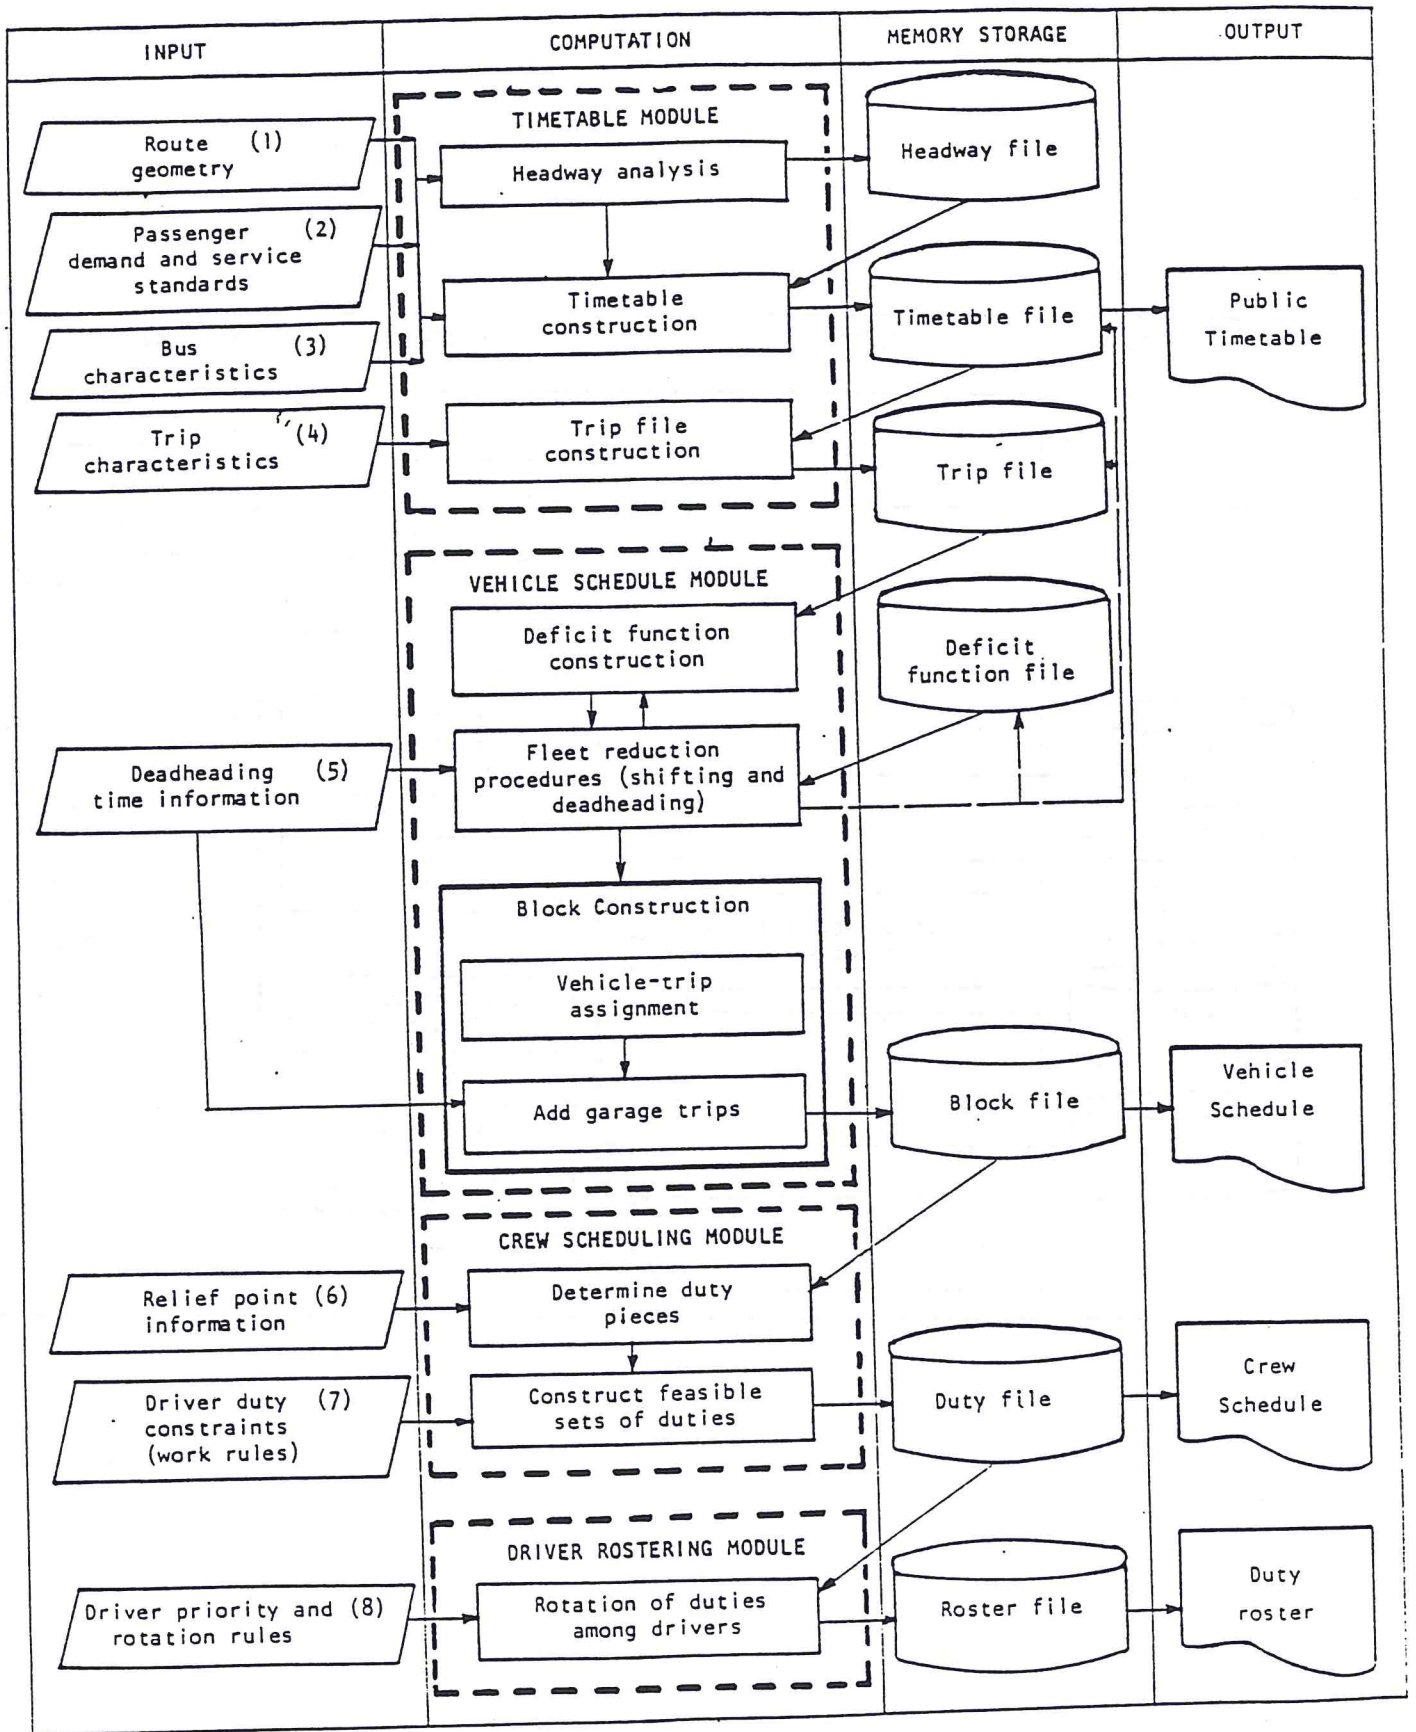 INPUT
COMPUTATION
MEMORY STORAGE
OUTPUT
TIMETABLE MODULE
Route (1)
geometry
Headway analysis
Headway file
Passenger (2)
demand and service
standards
Timetable
construction
Timetable file
Public
Timetable
Bus (3)
characteristics
Trip (4)
characteristics
Trip file
construction
Trip file
VEHICLE SCHEDULE MODULE
Deficit function
construction
Deficit
function file
Deadheading (5)
time information
Fleet reduction
procedures (shifting and
deadheading)
Block Construction
Vehicle-trip
assignment
Add garage trips
Block file
Vehicle
Schedule
CREW SCHEDULING MODULE
Relief point (6)
information
Determine duty
pieces
Driver duty (7)
constraints
(work rules)
Construct feasible
sets of duties
Duty file
Crew
Schedule
DRIVER ROSTERING MODULE
Driver priority and (8)
rotation rules
Rotation of duties
among drivers
Roster file
Duty
roster